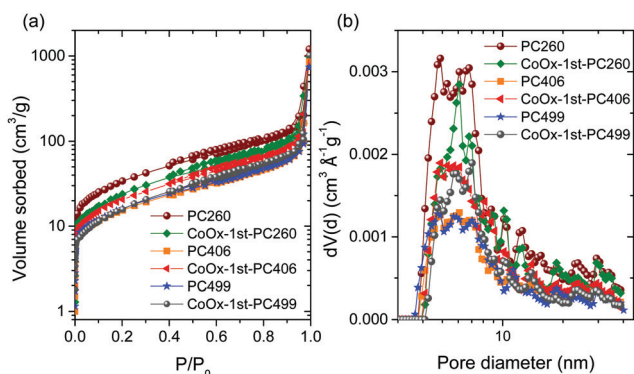 (a)
Volume sorbed (cm³/g)
1000
100
10
1
0.0
0.2
0.4
0.6
0.8
1.0
P/P₀
PC260
CoOx-1st-PC260
PC406
CoOx-1st-PC406
PC499
CoOx-1st-PC499
(b)
dV(d) (cm³ Å⁻¹g⁻¹)
0.003
0.002
0.001
0.000
10
Pore diameter (nm)
PC260
CoOx-1st-PC260
PC406
CoOx-1st-PC406
PC499
CoOx-1st-PC499